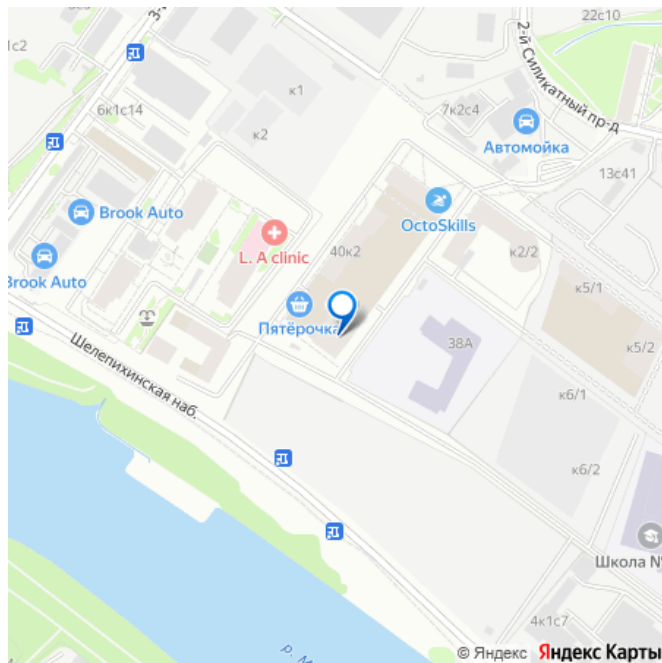 22с10
2-й Силикатный пр-д
1с2
6к1с14
к1
к2
7к2с4
Автомойка
13с41
Brook Auto
OctoSkills
L. A clinic
40к2
к2/2
Brook Auto
к5/1
Пятёрочка
Шелепихинская наб.
38А
к5/2
к6/1
к6/2
Школа №
4к1с7
© Яндекс Яндекс Карты